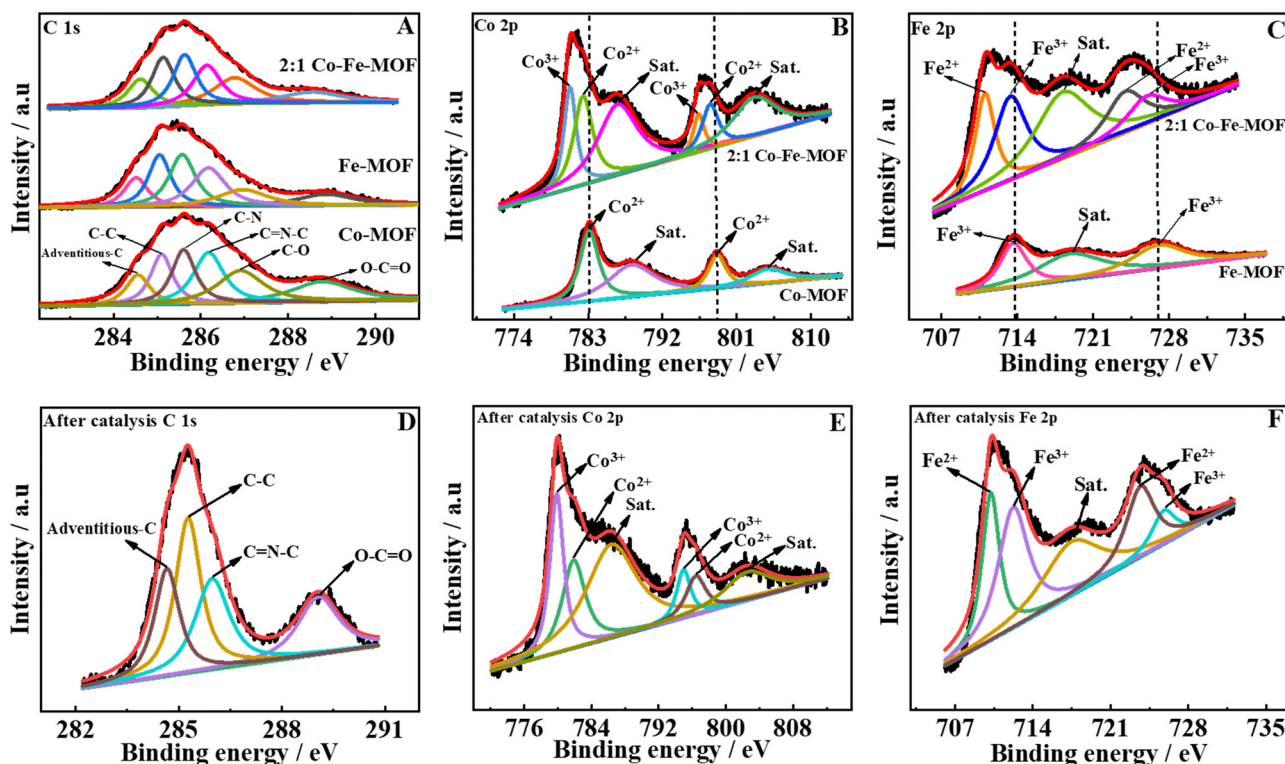 C 1s
A
2:1 Co-Fe-MOF
Fe-MOF
Co-MOF
C-N
C-C
C=N-C
Adventitious-C
C-O
O-C=O
Intensity / a.u
284 286 288 290
Binding energy / eV
Co 2p
B
Co³⁺
Co²⁺
Sat.
Co²⁺
Sat.
Co³⁺
2:1 Co-Fe-MOF
Co²⁺
Sat.
Co²⁺
Sat.
Co-MOF
Intensity / a.u
774 783 792 801 810
Binding energy / eV
Fe 2p
C
Fe²⁺
Fe³⁺
Sat.
Fe²⁺
Fe³⁺
2:1 Co-Fe-MOF
Fe³⁺
Sat.
Fe³⁺
Fe-MOF
Intensity / a.u
707 714 721 728 735
Binding energy / eV
After catalysis C 1s
D
C-C
Adventitious-C
C=N-C
O-C=O
Intensity / a.u
282 285 288 291
Binding energy / eV
After catalysis Co 2p
E
Co³⁺
Co²⁺
Sat.
Co³⁺
Co²⁺
Sat.
Intensity / a.u
776 784 792 800 808
Binding energy / eV
After catalysis Fe 2p
F
Fe²⁺
Fe³⁺
Sat.
Fe²⁺
Fe³⁺
Intensity / a.u
707 714 721 728 735
Binding energy / eV